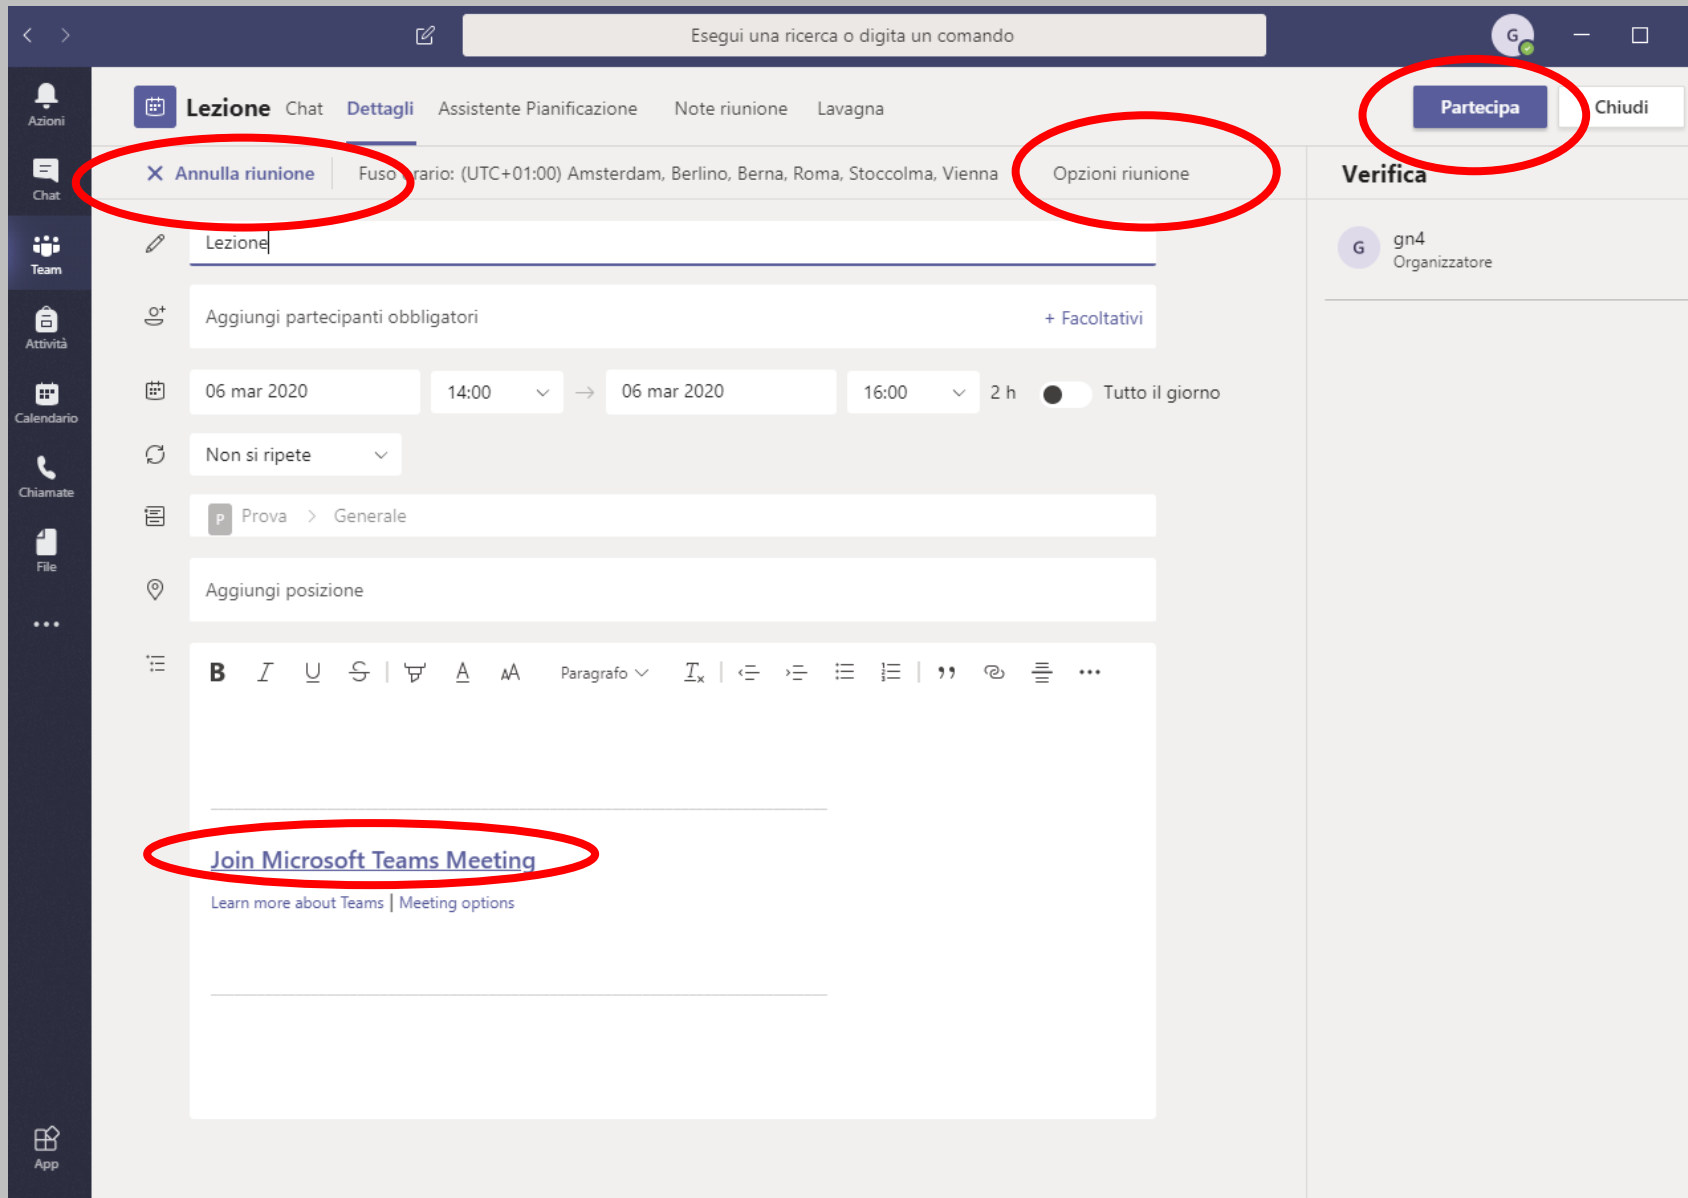 Esegui una ricerca o digita un comando
G
Azioni
Chat
Team
Attività
Calendario
Chiamate
File
App
Lezione Chat Dettagli Assistente Pianificazione Note riunione Lavagna
Partecipa Chiudi
Annulla riunione Fuso orario: (UTC+01:00) Amsterdam, Berlino, Berna, Roma, Stoccolma, Vienna Opzioni riunione
Lezione
Aggiungi partecipanti obbligatori + Facoltativi
06 mar 2020 14:00 → 06 mar 2020 16:00 2 h Tutto il giorno
Non si ripete
P Prova > Generale
Aggiungi posizione
B I U S A AA Paragrafo Tx
Join Microsoft Teams Meeting
Learn more about Teams | Meeting options
Verifica
G gn4
Organizzatore